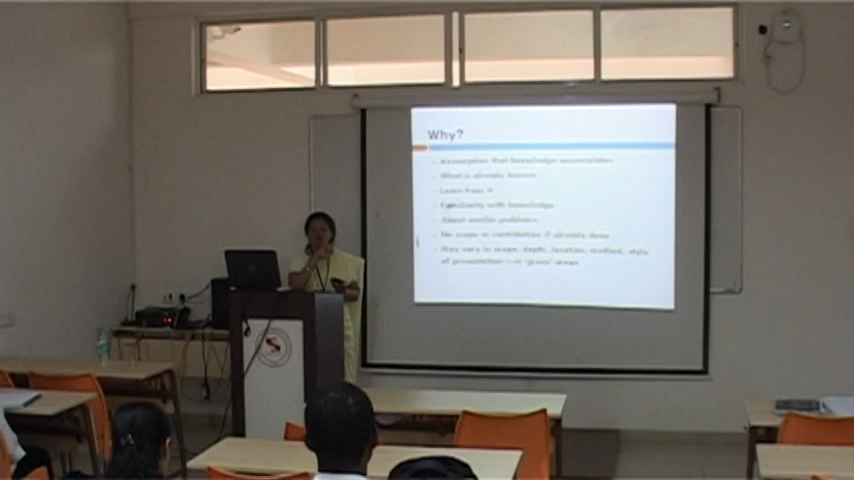 Why?
- Assumption that knowledge accumulates
- What is already known
- Learn from it
- Familiarity with knowledge
- About similar problems
- No scope or contribution if already done
- May vary in scope, depth, location, method, style
of presentation – in 'grass' areas